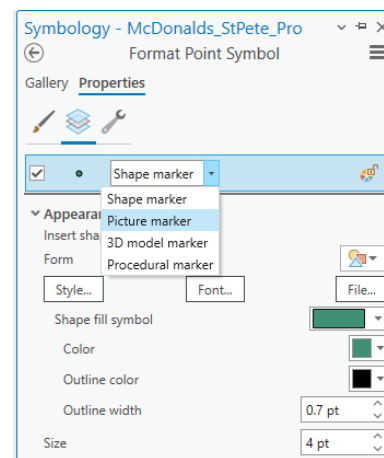 Symbology - McDonalds_StPete_Pro
Format Point Symbol
Gallery Properties
Shape marker
Shape marker
Picture marker
3D model marker
Procedural marker
Appeara
Insert sha
Form
Style... Font... File...
Shape fill symbol
Color
Outline color
Outline width 0.7 pt
Size 4 pt